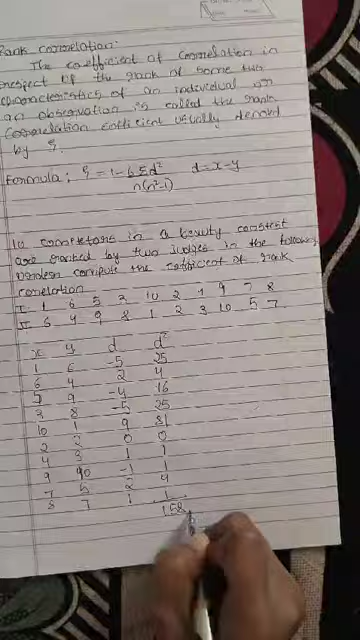 Rank correlation:
The coefficient of correlation in
respect of the rank of some two
characteristics of an individual or
an observation is called the rank
correlation coefficient usually denoted
by ρ.
Formula: ρ = 1 - 6Σd² / n(n²-1) d = x-y
10 competitors in a beauty contest
are ranked by two judges in the following
compute the coefficient of rank
correlation
I: 1 6 5 3 10 2 4 9 7 8
II: 6 4 9 8 1 2 3 10 5 7
x y d d²
1 6 -5 25
6 4 2 4
5 9 -4 16
3 8 -5 25
10 1 9 81
2 2 0 0
4 3 1 1
9 10 -1 1
7 5 2 4
8 7 1 1
158